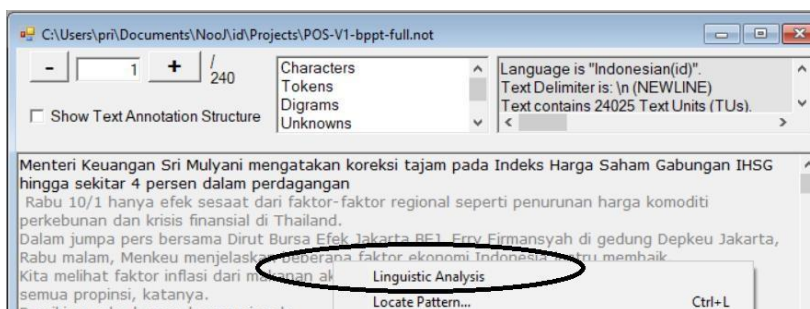 C:\Users\pri\Documents\NooJ\id\Projects\POS-V1-bppt-full.not
- 1 + / 240
Show Text Annotation Structure
Characters
Tokens
Digrams
Unknowns
Language is "Indonesian(id)".
Text Delimiter is: \n (NEWLINE)
Text contains 24025 Text Units (TUs).
Menteri Keuangan Sri Mulyani mengatakan koreksi tajam pada Indeks Harga Saham Gabungan IHSG
hingga sekitar 4 persen dalam perdagangan
Rabu 10/1 hanya efek sesaat dari faktor-faktor regional seperti penurunan harga komoditi
perkebunan dan krisis finansial di Thailand.
Dalam jumpa pers bersama Dirut Bursa Efek Jakarta BEJ Erry Firmansyah di gedung Depkeu Jakarta,
Rabu malam, Menkeu menjelaskan beberapa faktor ekonomi Indonesia justru membaik
Kita melihat faktor inflasi dari makanan ak
Linguistic Analysis
semua propinsi, katanya.
Locate Pattern... Ctrl+L